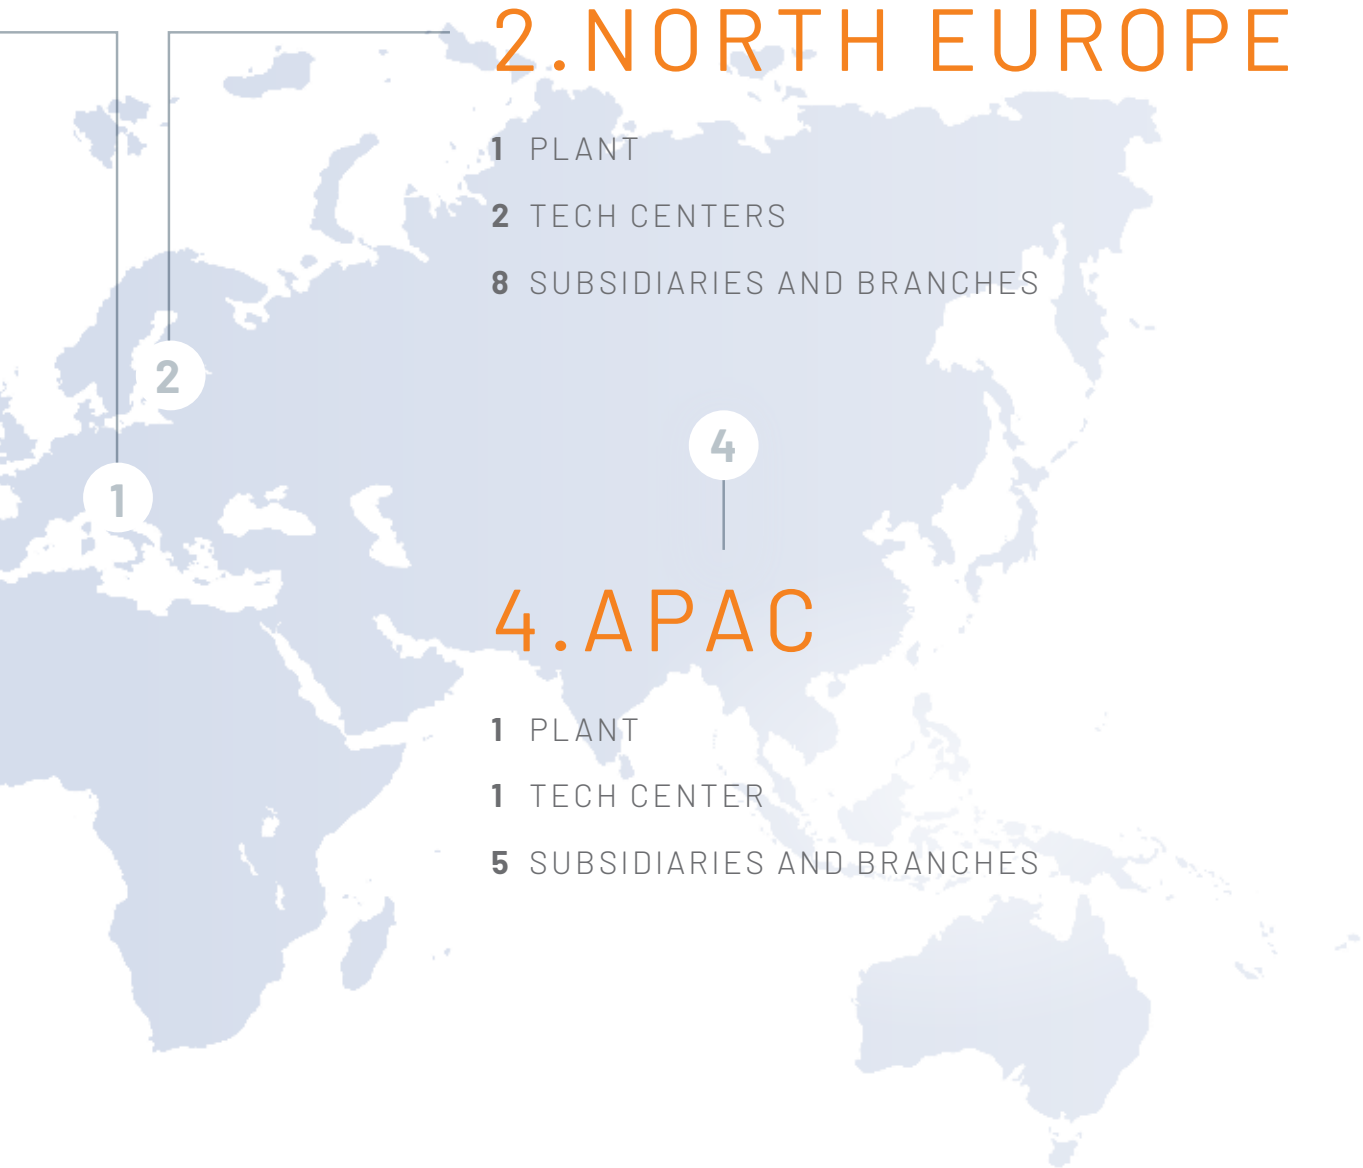 2.NORTH EUROPE
1 PLANT
2 TECH CENTERS
8 SUBSIDIARIES AND BRANCHES
2
4
1
4.APAC
1 PLANT
1 TECH CENTER
5 SUBSIDIARIES AND BRANCHES